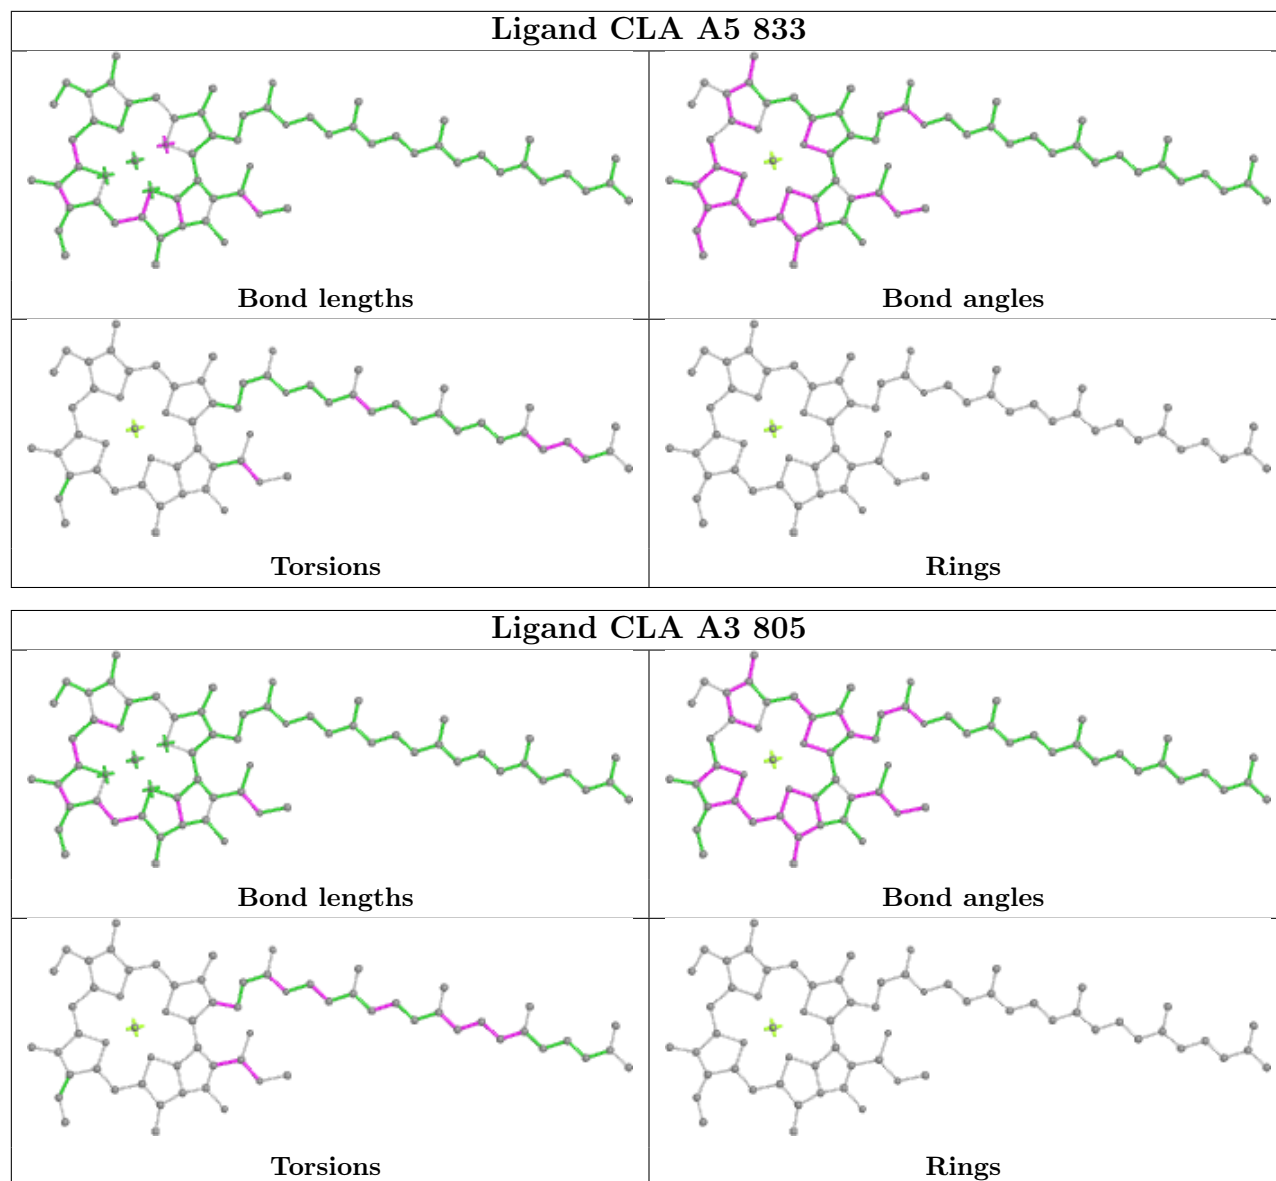 Ligand CLA A5 833
Bond lengths
Bond angles
Torsions
Rings
Ligand CLA A3 805
Bond lengths
Bond angles
Torsions
Rings